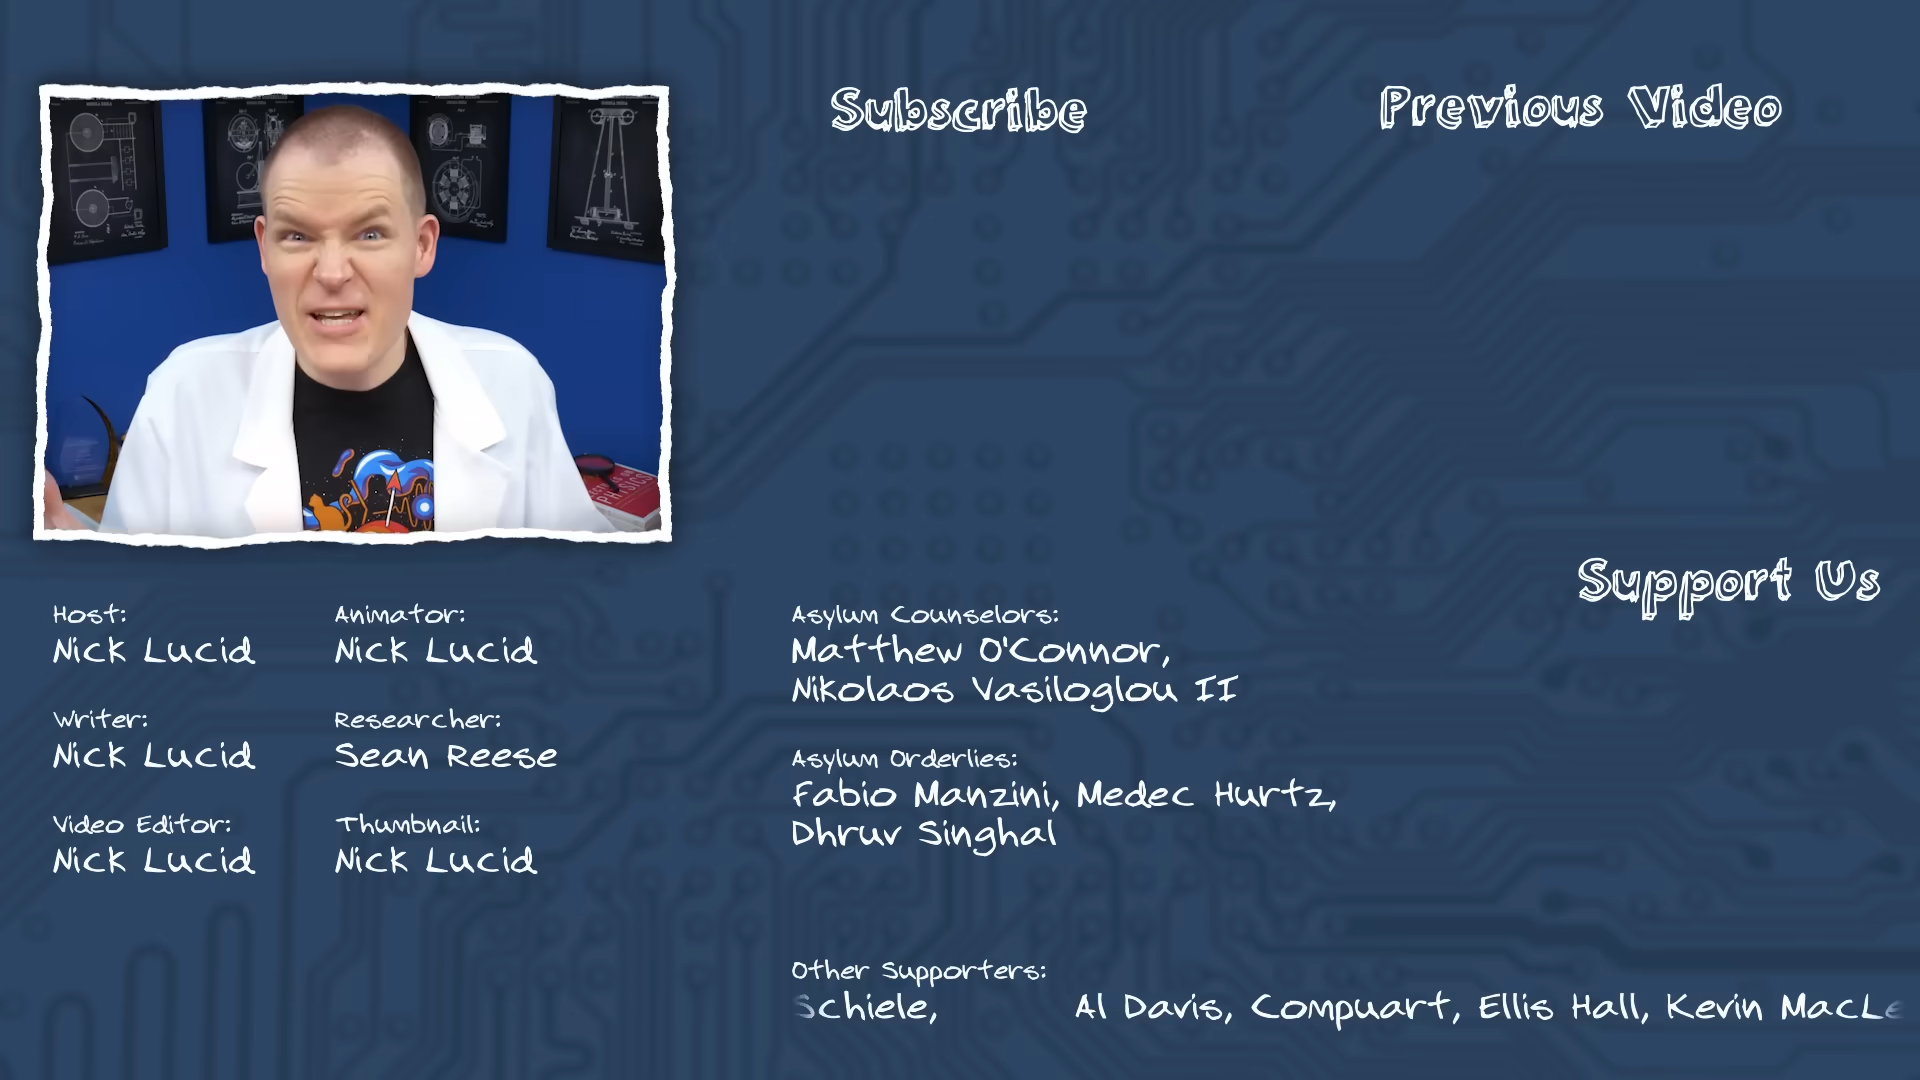 Subscribe
Previous Video
Support Us
Host:
Nick Lucid
Animator:
Nick Lucid
Writer:
Nick Lucid
Researcher:
Sean Reese
Video Editor:
Nick Lucid
Thumbnail:
Nick Lucid
Asylum Counselors:
Matthew O'Connor,
Nikolaos Vasiloglou II
Asylum Orderlies:
Fabio Manzini, Medec Hurtz,
Dhruv Singhal
Other Supporters:
Schiele, Al Davis, Compuart, Ellis Hall, Kevin MacLe
PHYSICS